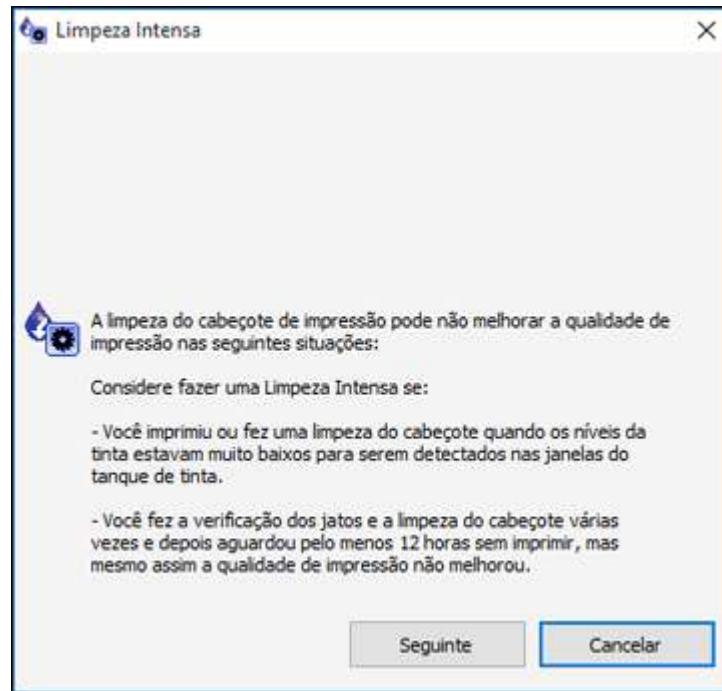 Limpeza Intensa
A limpeza do cabeçote de impressão pode não melhorar a qualidade de
impressão nas seguintes situações:
Considere fazer uma Limpeza Intensa se:
- Você imprimiu ou fez uma limpeza do cabeçote quando os níveis da
tinta estavam muito baixos para serem detectados nas janelas do
tanque de tinta.
- Você fez a verificação dos jatos e a limpeza do cabeçote várias
vezes e depois aguardou pelo menos 12 horas sem imprimir, mas
mesmo assim a qualidade de impressão não melhorou.
Seguinte
Cancelar